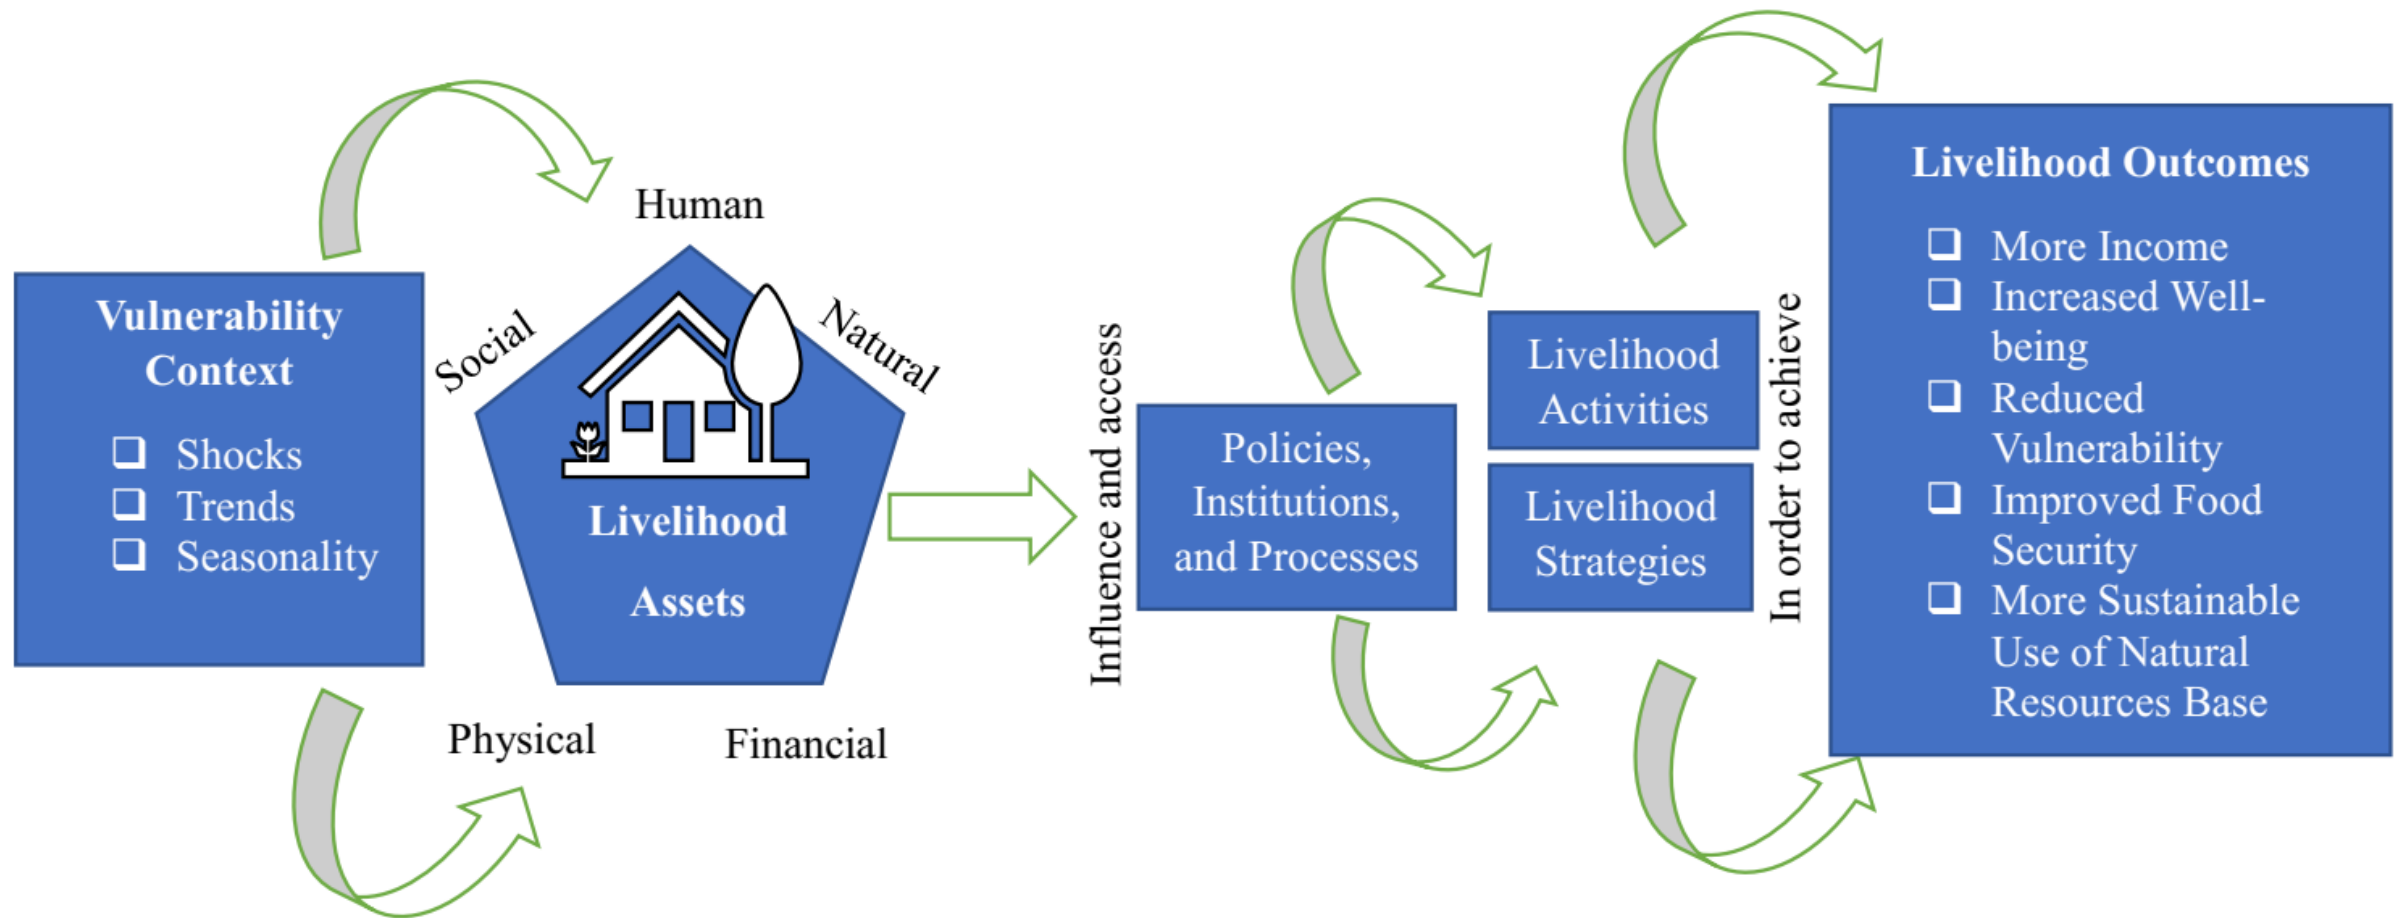 Vulnerability
Context
❑ Shocks
❑ Trends
❑ Seasonality
Human
Social
Natural
Livelihood
Assets
Physical
Financial
Influence and access
Policies,
Institutions,
and Processes
Livelihood
Activities
Livelihood
Strategies
In order to achieve
Livelihood Outcomes
❑ More Income
❑ Increased Well-
being
❑ Reduced
Vulnerability
❑ Improved Food
Security
❑ More Sustainable
Use of Natural
Resources Base